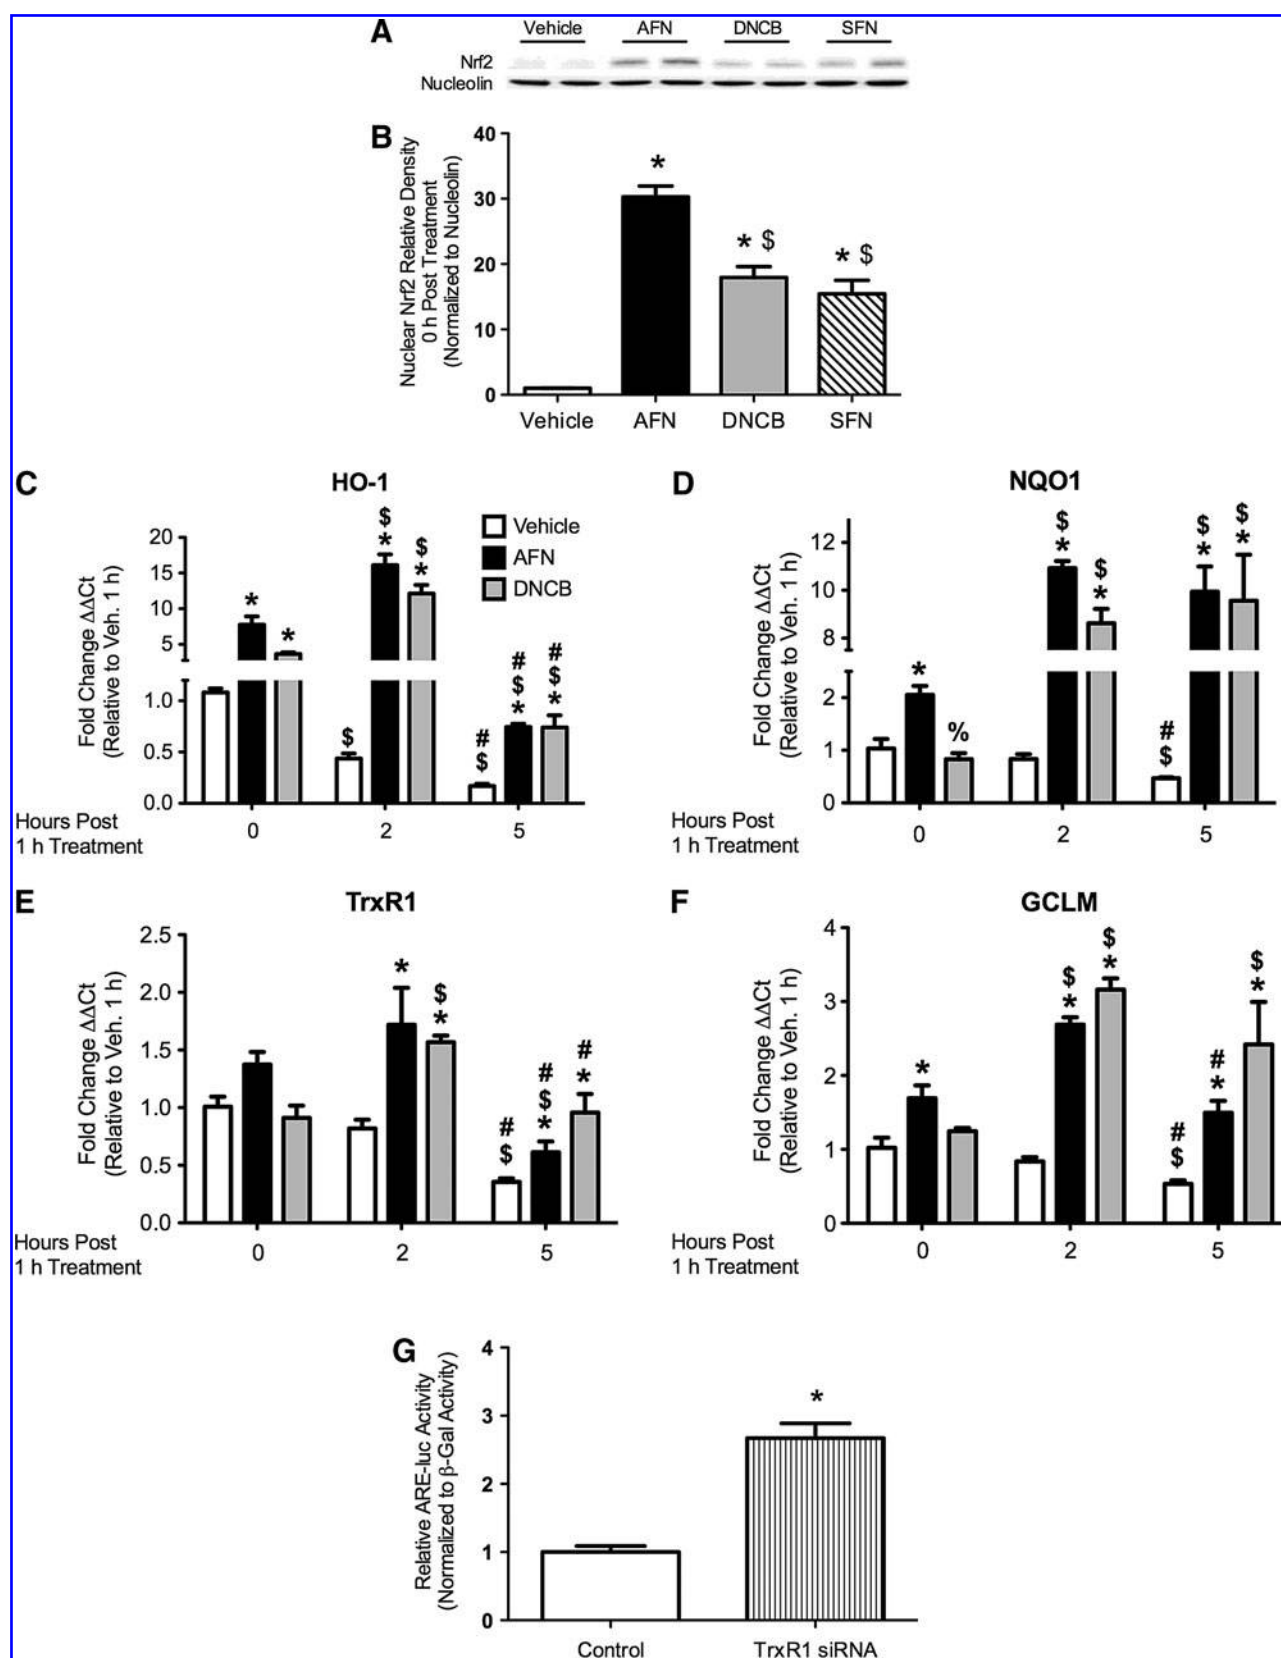 A
Vehicle AFN DNCB SFN
Nrf2
Nucleolin
B
Nuclear Nrf2 Relative Density
0 h Post Treatment
(Normalized to Nucleolin)
40
30
20
10
0
*
* $
* $
Vehicle AFN DNCB SFN
C
HO-1
Fold Change ΔΔCt
(Relative to Veh. 1 h)
20
15
10
5
1.0
0.5
0.0
*
*
$
$
*
$
*
#
$
#
$
*
#
$
*
Vehicle
AFN
DNCB
Hours Post
1 h Treatment
0 2 5
D
NQO1
Fold Change ΔΔCt
(Relative to Veh. 1 h)
12
10
8
2
1
0
*
%
$
*
$
*
#
$
$
*
$
*
Hours Post
1 h Treatment
0 2 5
E
TrxR1
Fold Change ΔΔCt
(Relative to Veh. 1 h)
2.5
2.0
1.5
1.0
0.5
0.0
*
$
*
#
$
#
$
*
#
*
Hours Post
1 h Treatment
0 2 5
F
GCLM
Fold Change ΔΔCt
(Relative to Veh. 1 h)
4
3
2
1
0
*
$
*
$
*
#
$
#
*
$
*
Hours Post
1 h Treatment
0 2 5
G
Relative ARE-luc Activity
(Normalized to β-Gal Activity)
4
3
2
1
0
*
Control TrxR1 siRNA